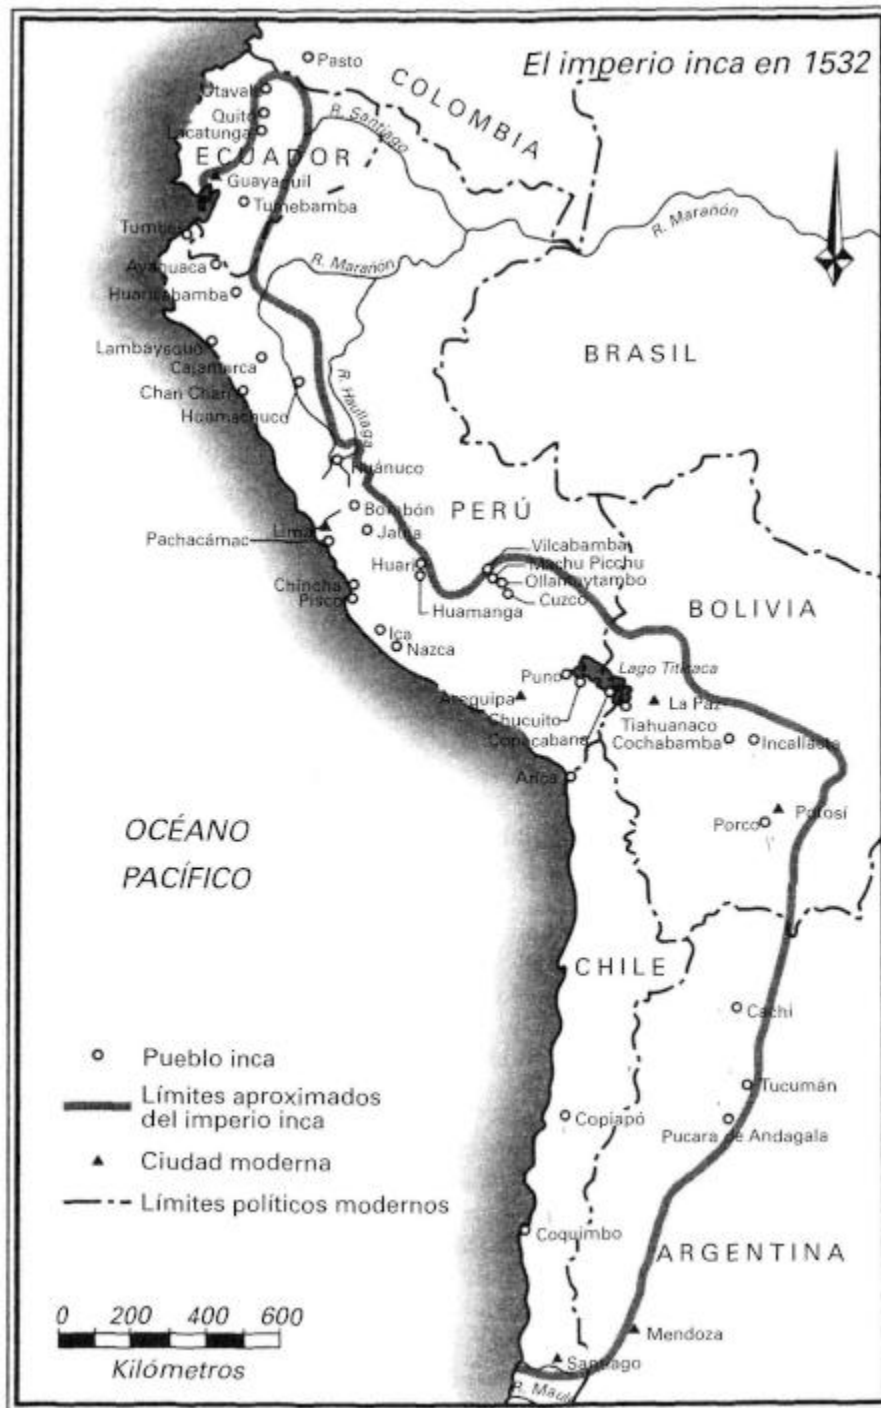 El imperio inca en 1532
Pasto
COLOMBIA
Otavalo
Quito
Lacatunga
R. Santiago
ECUADOR
Guayaquil
Tumebamba
Tumbes
R. Marañón
R. Marañón
Ayahuaca
Huancabamba
Lambayeque
BRASIL
Cajamarca
Chan Chan
Huamachuco
R. Haullaga
Huánuco
Bombón
PERÚ
Lima
Jauja
Pachacámac
Vilcabamba
Huari
Machu Picchu
Ollantaytambo
Chincha
Cuzco
Pisco
Huamanga
BOLIVIA
Ica
Nazca
Lago Titicaca
Puno
Arequipa
La Paz
Chucuito
Tiahuanaco
Copacabana
Cochabamba
Incallacta
Arica
Potosí
Porco
OCÉANO
PACÍFICO
CHILE
Cachi
Pueblo inca
Límites aproximados
del imperio inca
Tucumán
Copiapó
Pucara de Andagala
Ciudad moderna
Límites políticos modernos
Coquimbo
ARGENTINA
0 200 400 600
Kilómetros
Mendoza
Santiago
R. Maule